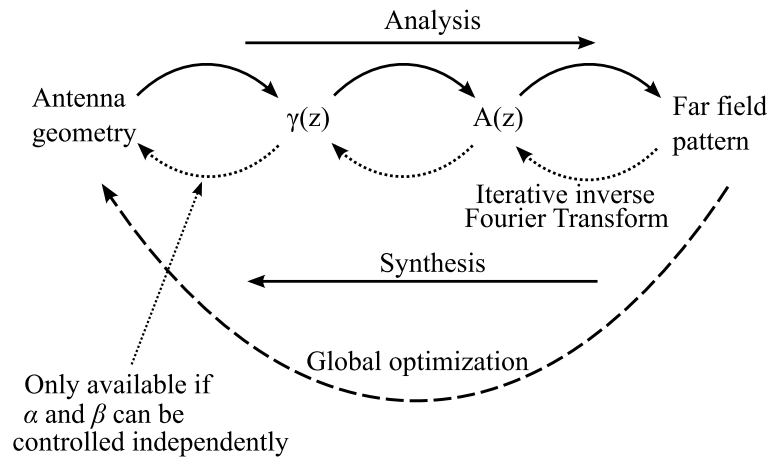 Analysis
Antenna
geometry
γ(z)
A(z)
Far field
pattern
Iterative inverse
Fourier Transform
Synthesis
Global optimization
Only available if
α and β can be
controlled independently